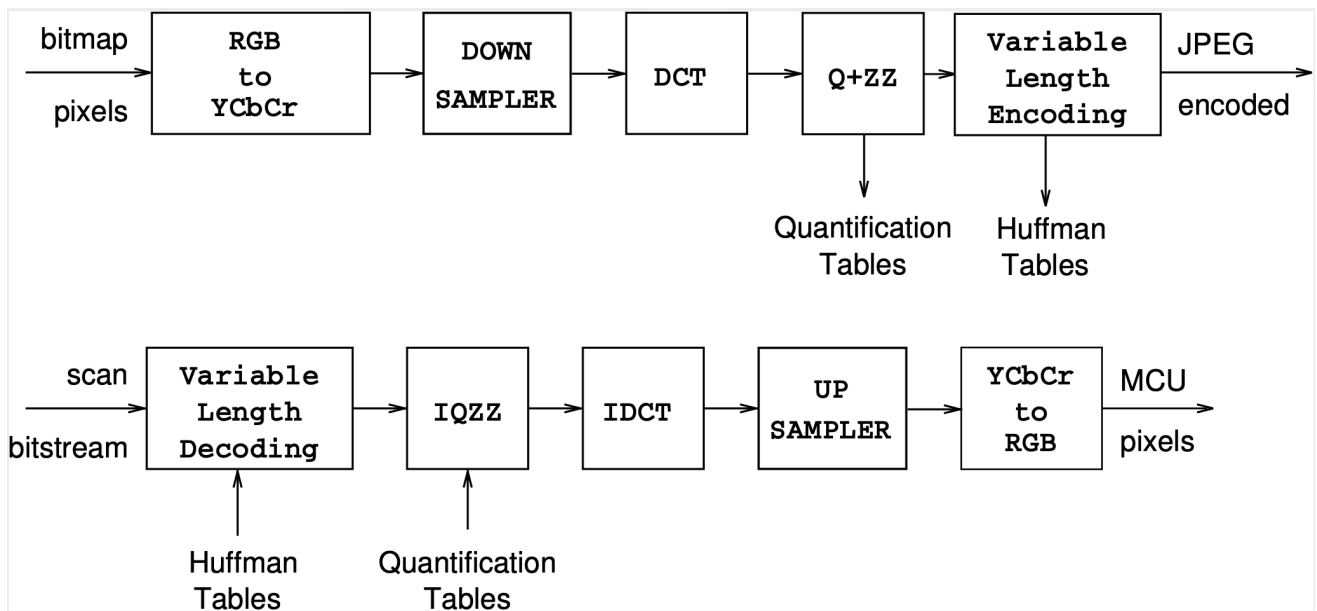 bitmap
pixels
RGB
to
YCbCr
DOWN
SAMPLER
DCT
Q+ZZ
Variable
Length
Encoding
JPEG
encoded
Quantification
Tables
Huffman
Tables
scan
bitstream
Variable
Length
Decoding
IQZZ
IDCT
UP
SAMPLER
YCbCr
to
RGB
MCU
pixels
Huffman
Tables
Quantification
Tables